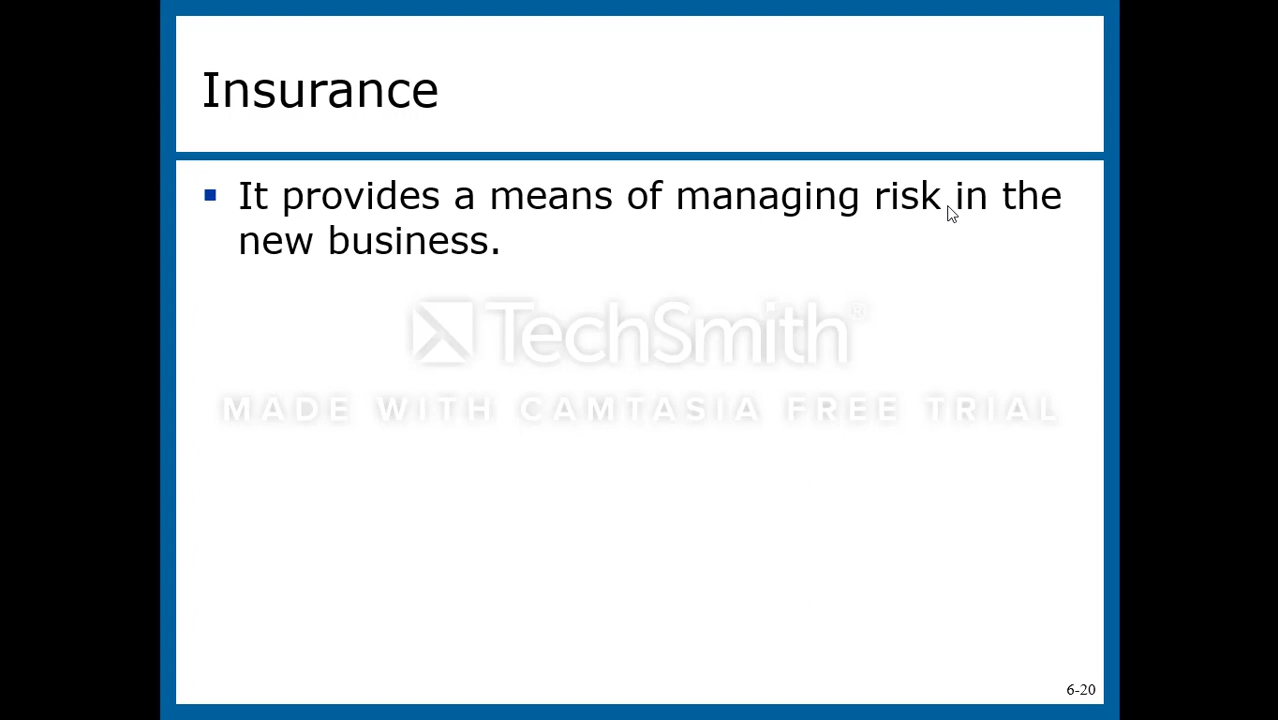 Insurance
It provides a means of managing risk in the
new business.
TechSmith®
MADE WITH CAMTASIA FREE TRIAL
6-20